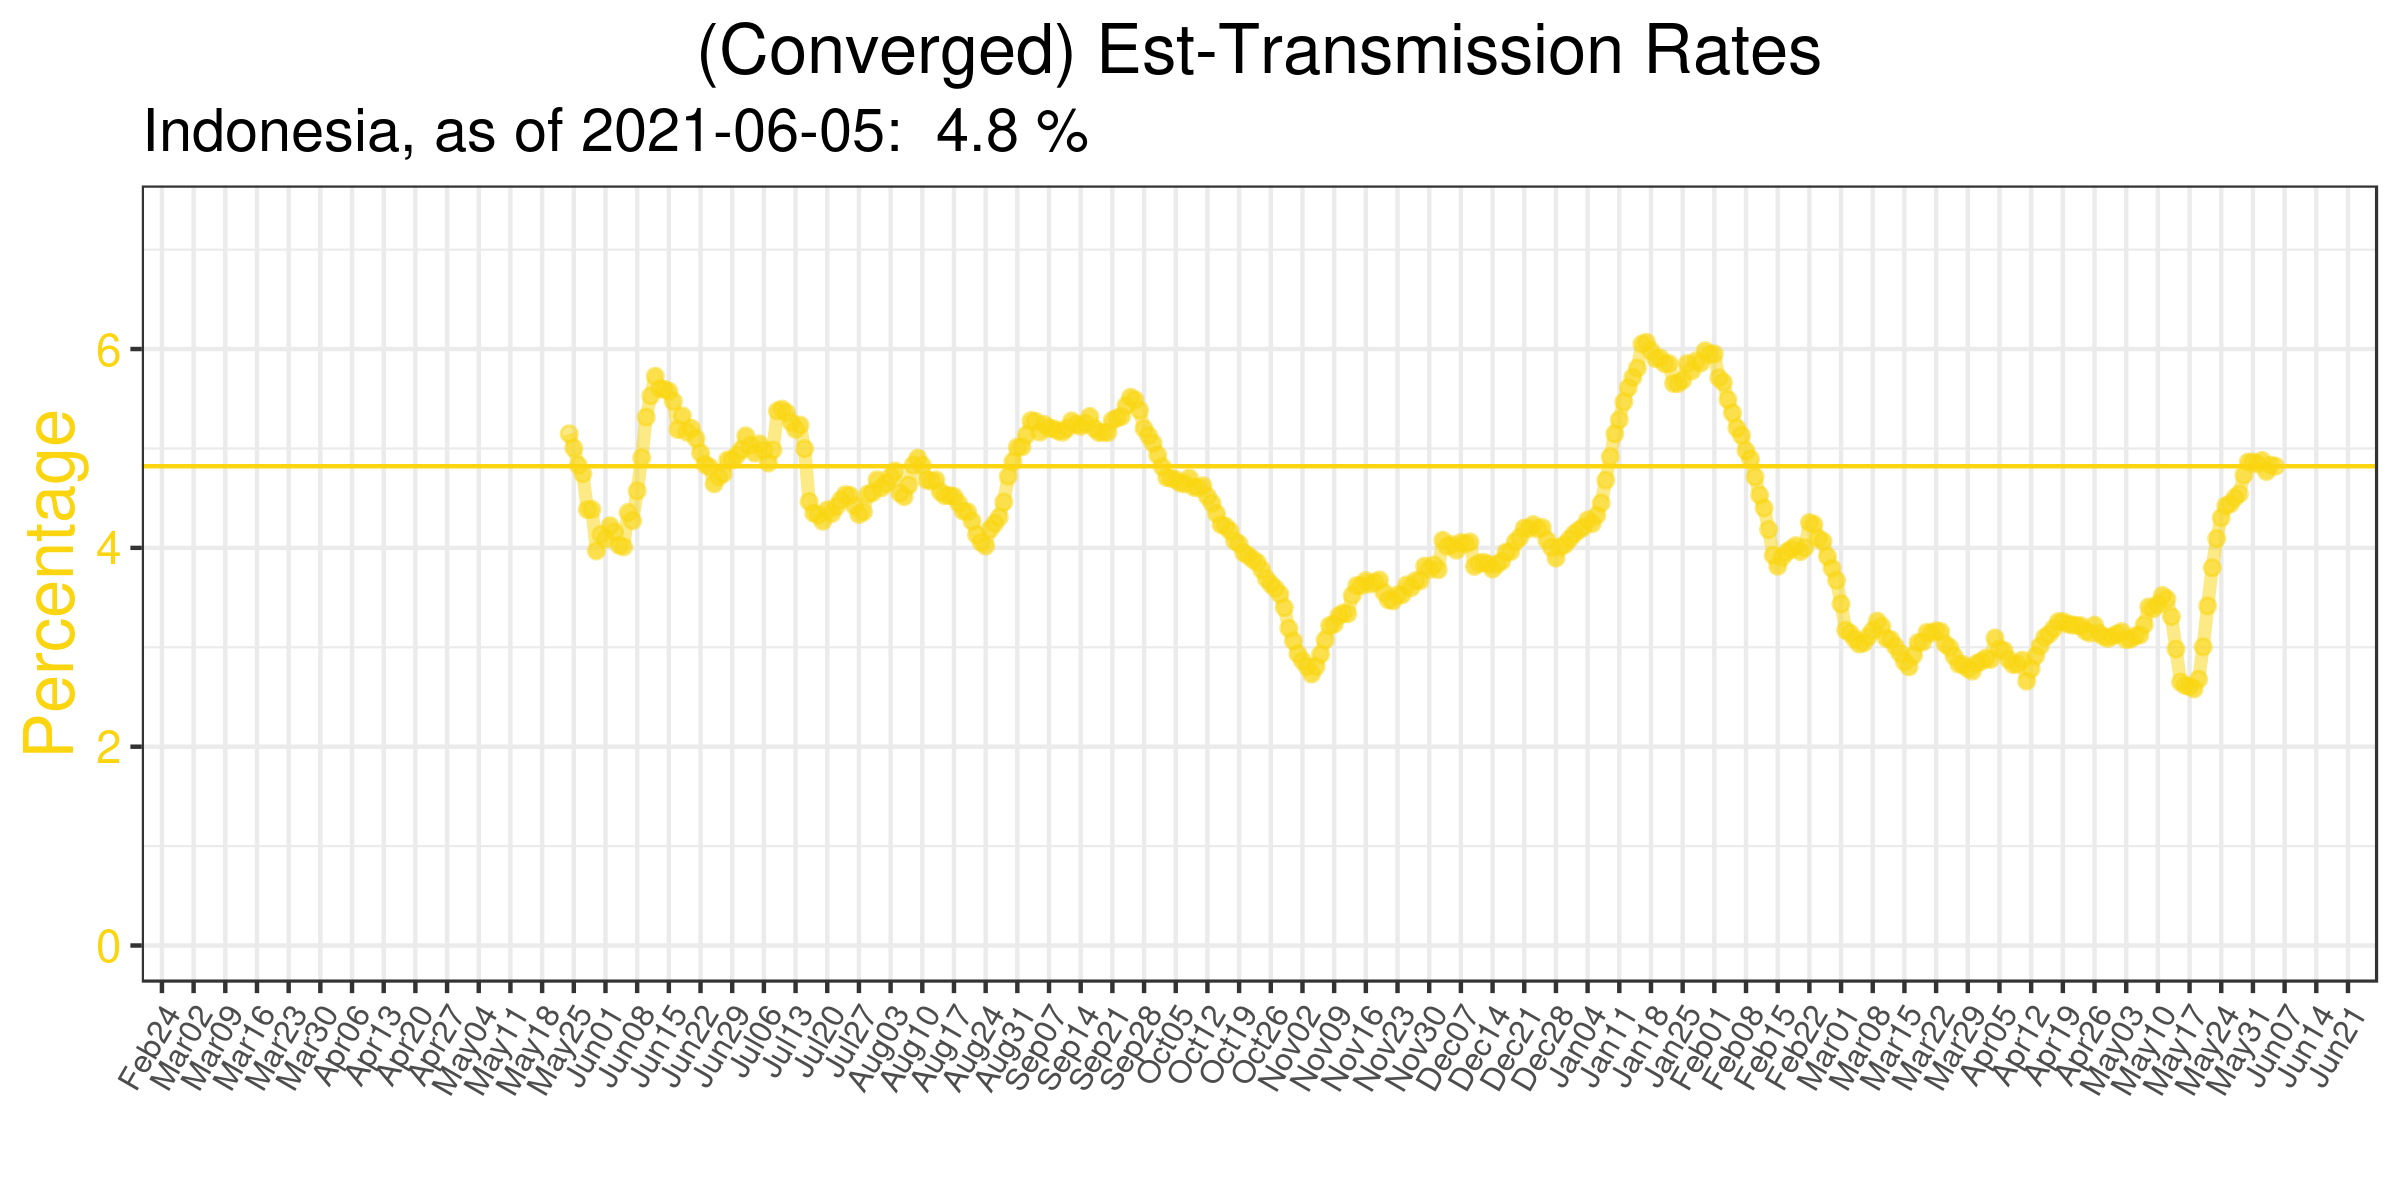 (Converged) Est-Transmission Rates
Indonesia, as of 2021-06-05:  4.8 %
Percentage
6
4
2
0
Feb24
Mar02
Mar09
Mar16
Mar23
Mar30
Apr06
Apr13
Apr20
Apr27
May04
May11
May18
May25
Jun01
Jun08
Jun15
Jun22
Jun29
Jul06
Jul13
Jul20
Jul27
Aug03
Aug10
Aug17
Aug24
Aug31
Sep07
Sep14
Sep21
Sep28
Oct05
Oct12
Oct19
Oct26
Nov02
Nov09
Nov16
Nov23
Nov30
Dec07
Dec14
Dec21
Dec28
Jan04
Jan11
Jan18
Jan25
Feb01
Feb08
Feb15
Feb22
Mar01
Mar08
Mar15
Mar22
Mar29
Apr05
Apr12
Apr19
Apr26
May03
May10
May17
May24
May31
Jun07
Jun14
Jun21